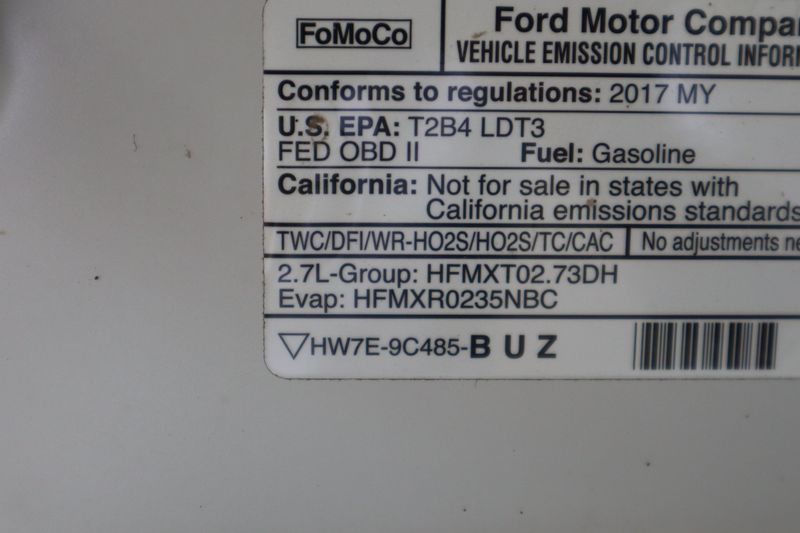 FoMoCo
Ford Motor Compa
VEHICLE EMISSION CONTROL INFOR
Conforms to regulations: 2017 MY
U.S. EPA: T2B4 LDT3
FED OBD II Fuel: Gasoline
California: Not for sale in states with
California emissions standards
TWC/DFI/WR-HO2S/HO2S/TC/CAC No adjustments ne
2.7L-Group: HFMXT02.73DH
Evap: HFMXR0235NBC
HW7E-9C485-B U Z